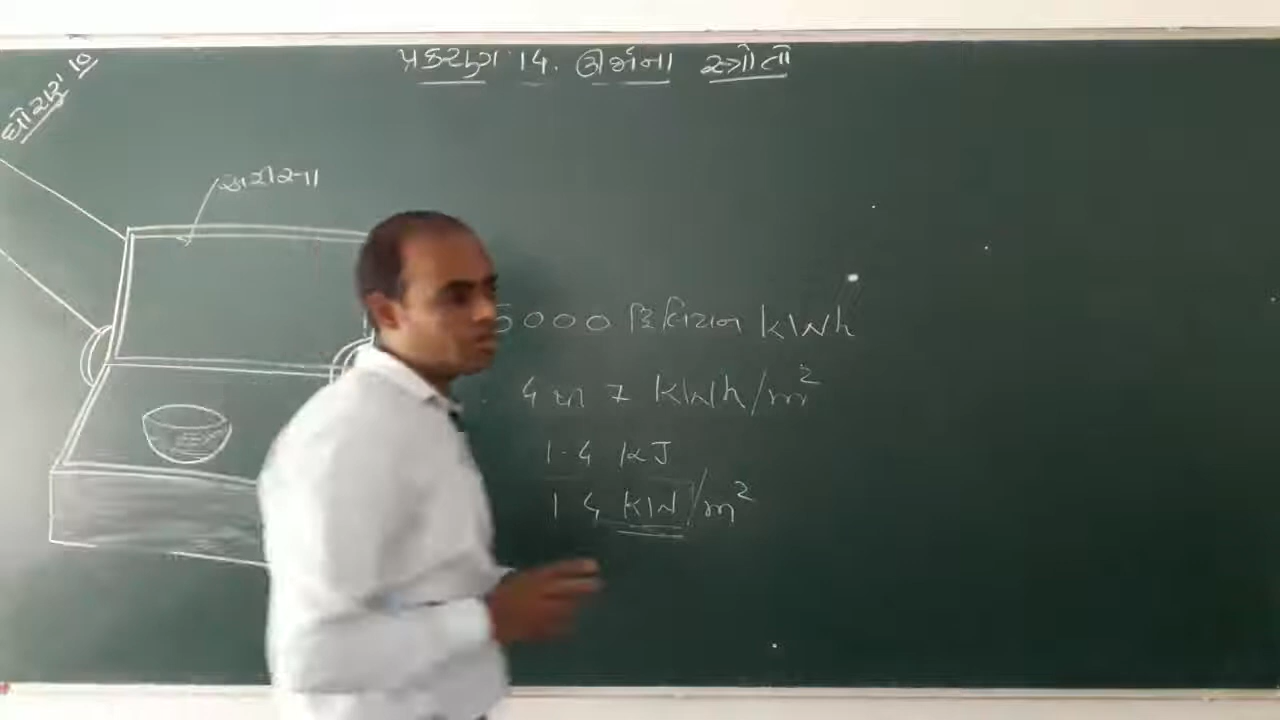 પ્રકરણ 14. ઊર્જાના સ્ત્રોતો
ધોરણ 10
અરીસા
5000 ટ્રિલિયન kWh
4 થી 7 kWh/m²
1.4 kJ
1.4 kW/m²